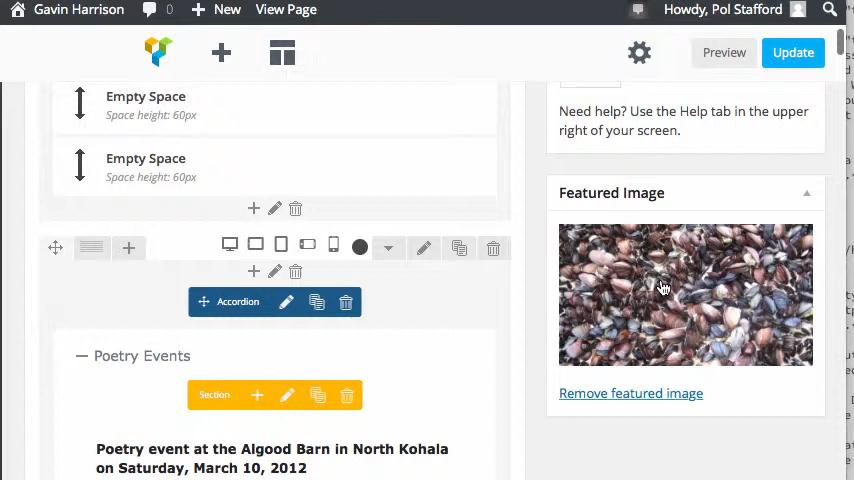 Gavin Harrison 0 New View Page Howdy, Pol Stafford
Preview Update
Empty Space
Space height: 60px
Empty Space
Space height: 60px
Accordion
Poetry Events
Section
Poetry event at the Algood Barn in North Kohala
on Saturday, March 10, 2012
Need help? Use the Help tab in the upper
right of your screen.
Featured Image
Remove featured image